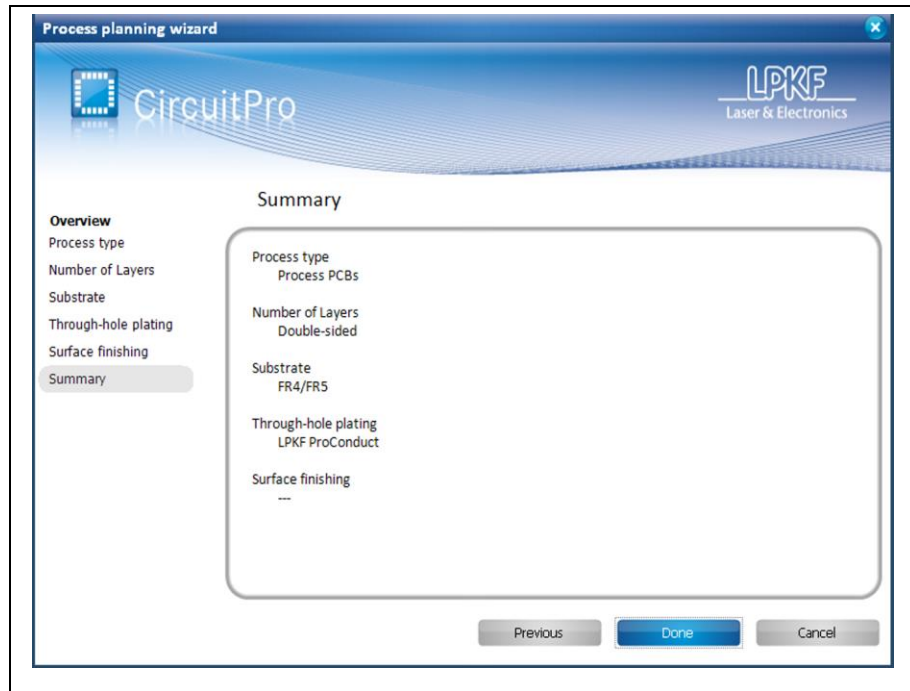 Process planning wizard
CircuitPro
LPKF
Laser & Electronics
Overview
Process type
Number of Layers
Substrate
Through-hole plating
Surface finishing
Summary
Summary
Process type
Process PCBs
Number of Layers
Double-sided
Substrate
FR4/FR5
Through-hole plating
LPKF ProConduct
Surface finishing
---
Previous
Done
Cancel